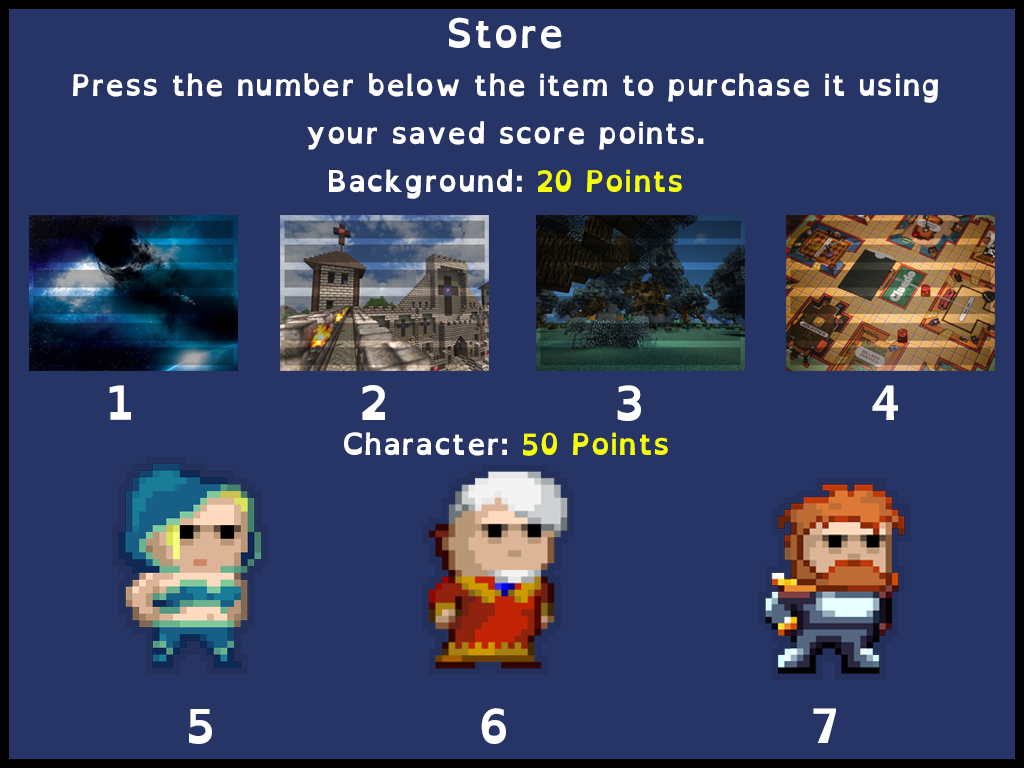 Store
Press the number below the item to purchase it using
your saved score points.
Background: 20 Points
Cluedo
1 2 3 4
Character: 50 Points
5 6 7